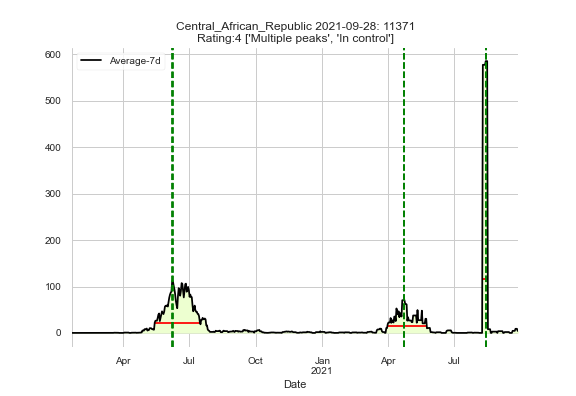 Central_African_Republic 2021-09-28: 11371
Rating:4 ['Multiple peaks', 'In control']
Average-7d
600
500
400
300
200
100
0
Apr
Jul
Oct
Jan
2021
Apr
Jul
Date